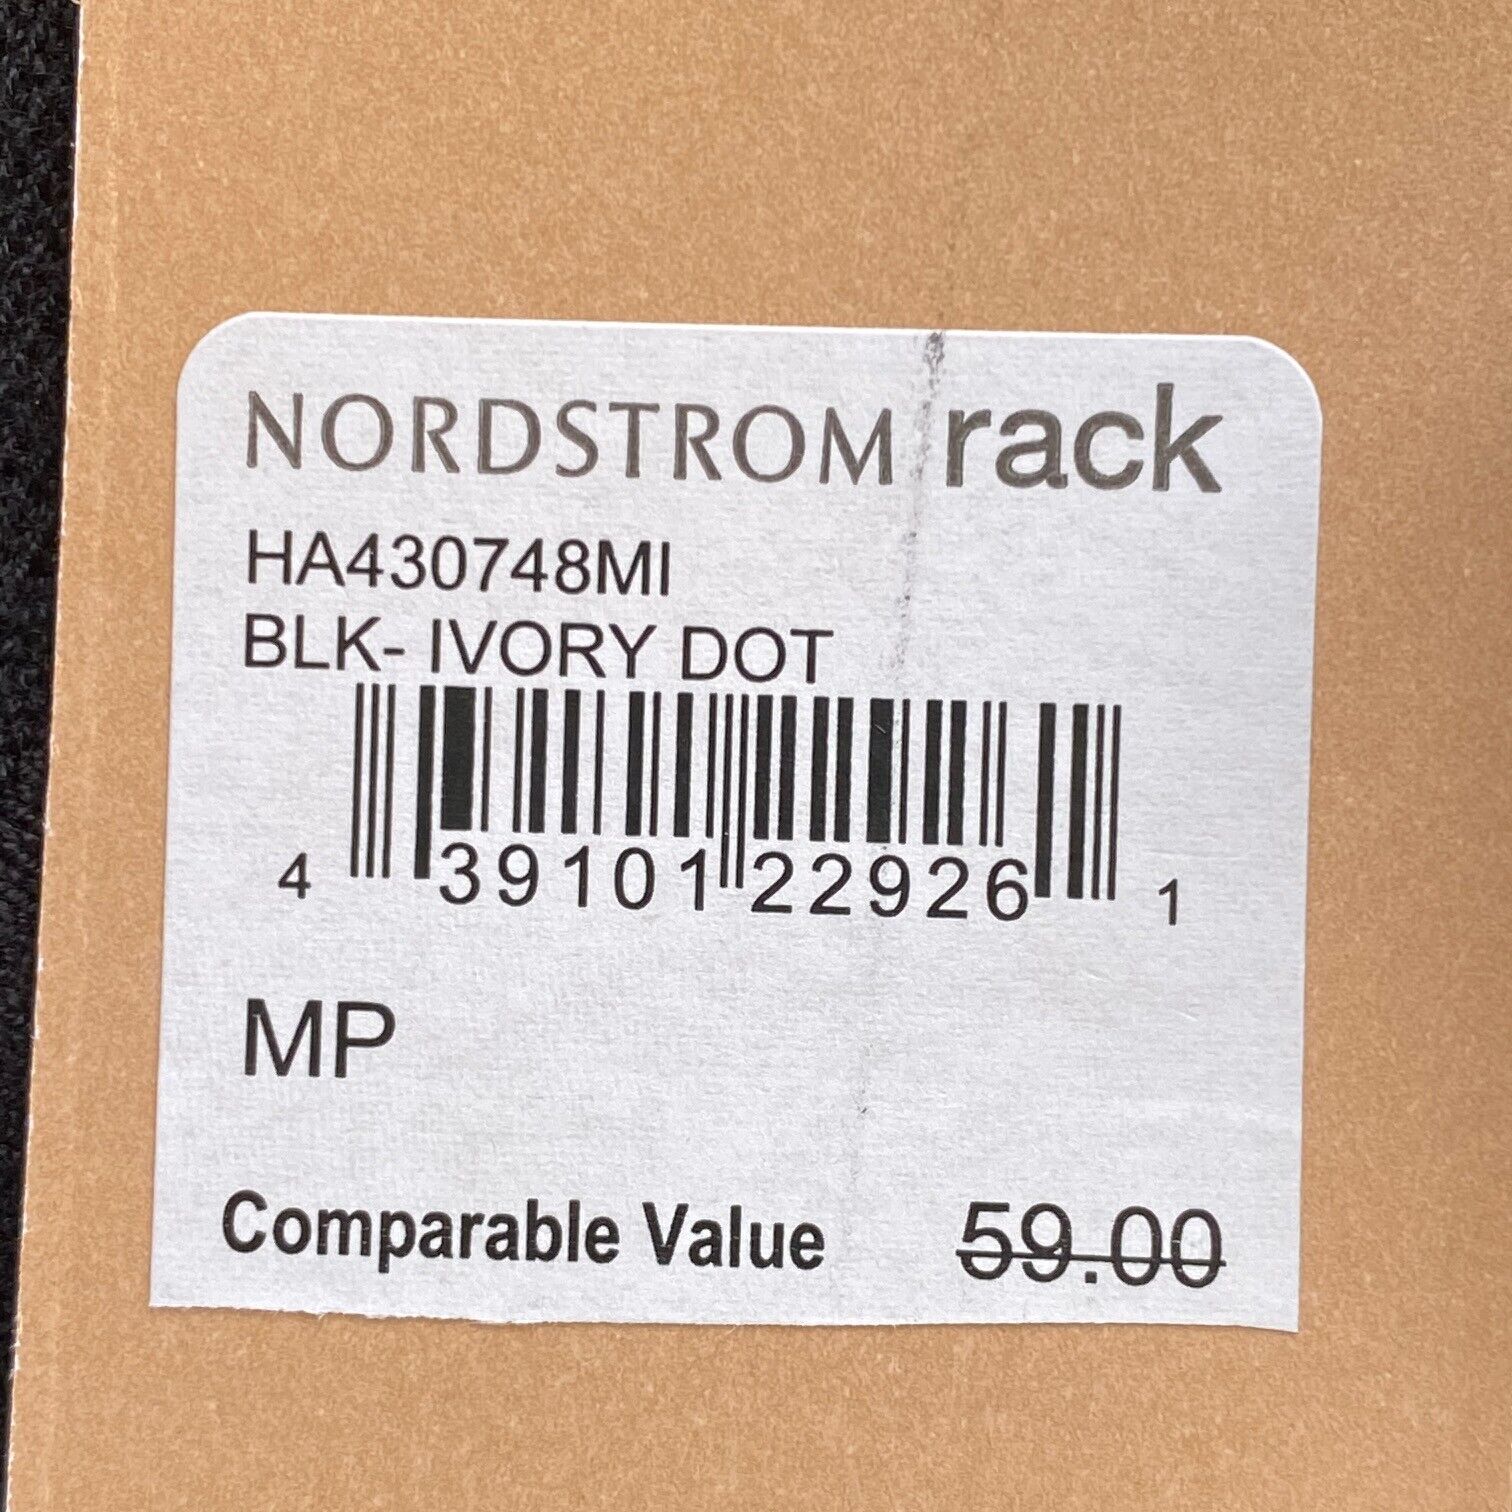 NORDSTROM rack
HA430748MI
BLK- IVORY DOT
4 39101 22926 1
MP
Comparable Value 59.00